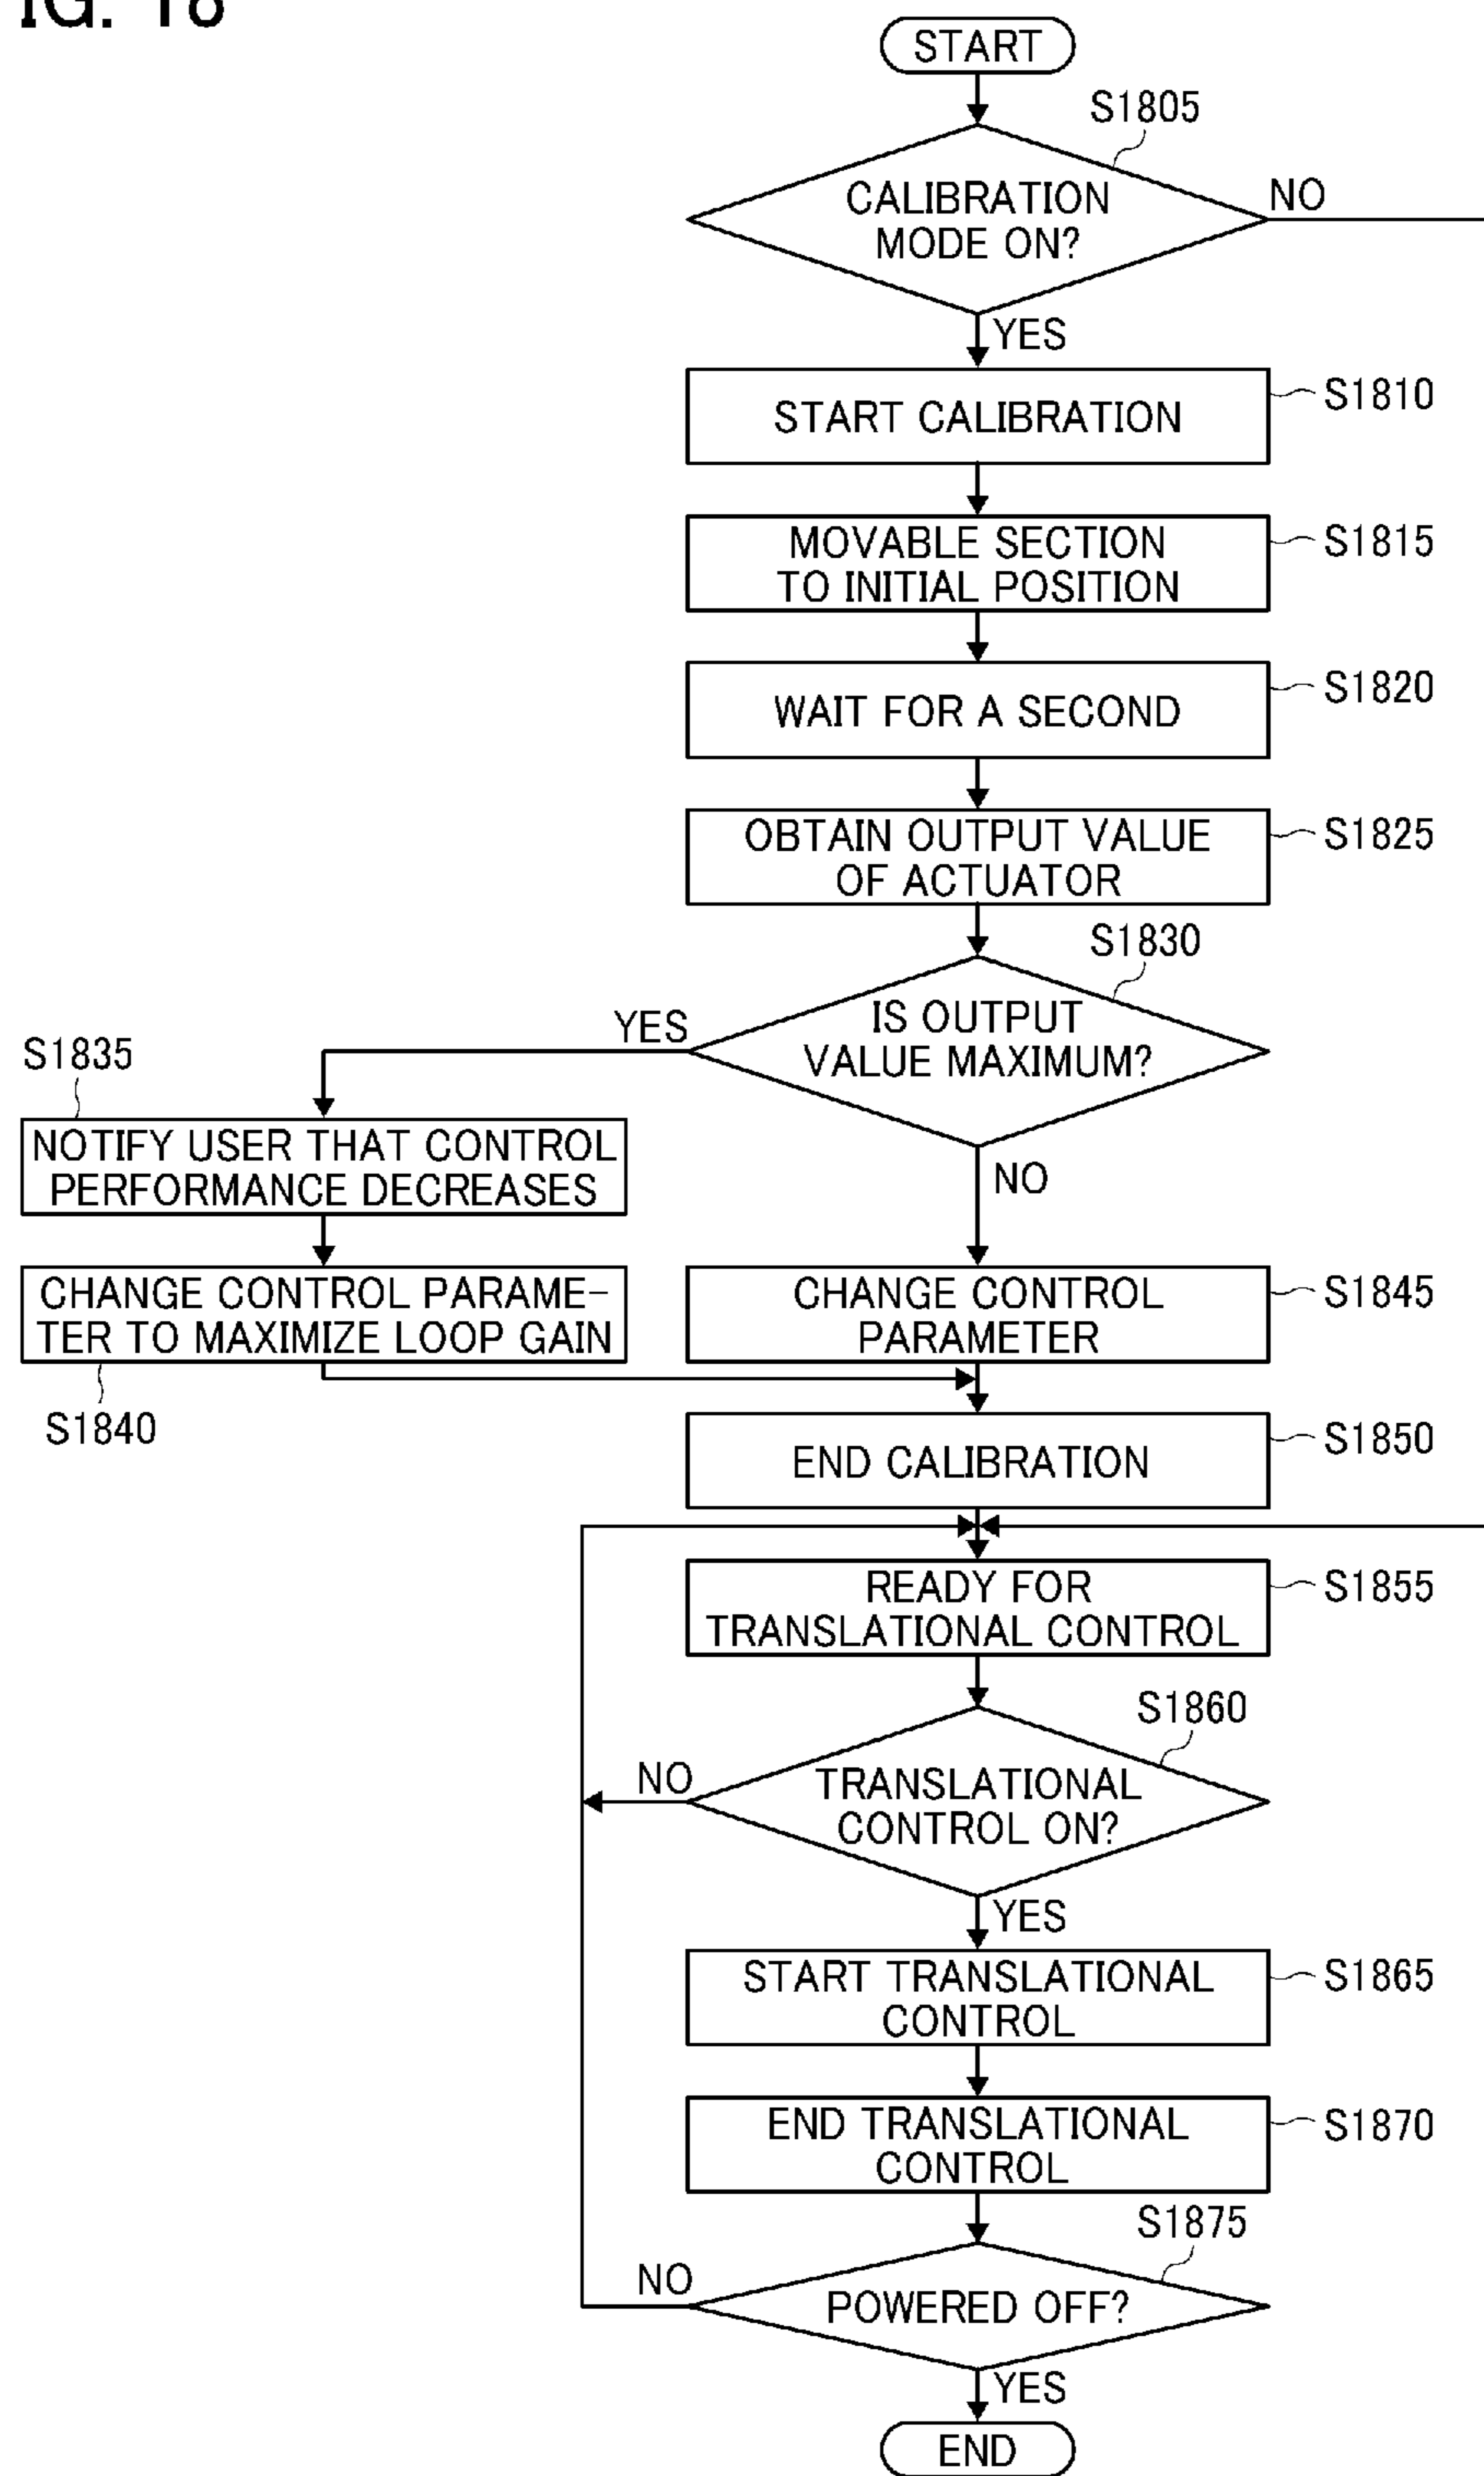 IG. 18
START
S1805
CALIBRATION
MODE ON?
NO
YES
START CALIBRATION
S1810
MOVABLE SECTION
TO INITIAL POSITION
S1815
WAIT FOR A SECOND
S1820
OBTAIN OUTPUT VALUE
OF ACTUATOR
S1825
S1830
IS OUTPUT
VALUE MAXIMUM?
YES
NO
S1835
NOTIFY USER THAT CONTROL
PERFORMANCE DECREASES
CHANGE CONTROL PARAME-
TER TO MAXIMIZE LOOP GAIN
S1840
CHANGE CONTROL
PARAMETER
S1845
END CALIBRATION
S1850
READY FOR
TRANSLATIONAL CONTROL
S1855
S1860
TRANSLATIONAL
CONTROL ON?
NO
YES
START TRANSLATIONAL
CONTROL
S1865
END TRANSLATIONAL
CONTROL
S1870
S1875
POWERED OFF?
NO
YES
END